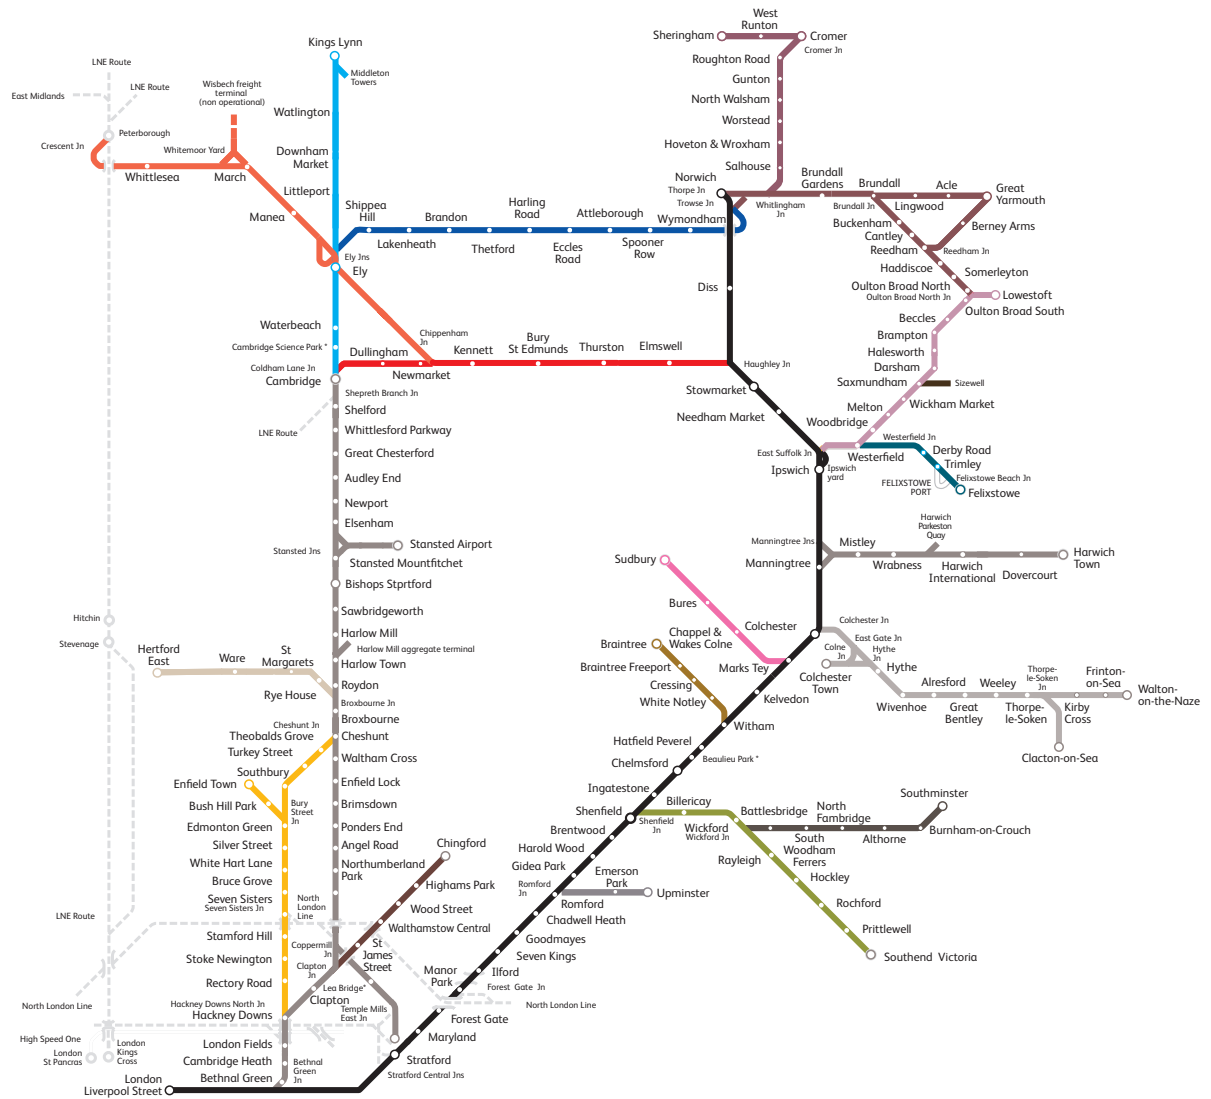 West
Runton
Sheringham
Cromer
Cromer Jn
Roughton Road
Gunton
North Walsham
Worstead
Hoveton & Wroxham
Salhouse
Kings Lynn
Middleton
Towers
LNE Route
East Midlands
LNE Route
Wisbech freight
terminal
(non operational)
Peterborough
Crescent Jn
Whitemoor Yard
Whittlesea
March
Manea
Watlington
Downham
Market
Littleport
Shippea
Hill
Lakenheath
Brandon
Thetford
Harling
Road
Eccles
Road
Attleborough
Spooner
Row
Wymondham
Norwich
Thorpe Jn
Trowse Jn
Whitlingham
Jn
Brundall
Gardens
Brundall
Brundall Jn
Lingwood
Acle
Great
Yarmouth
Buckenham
Cantley
Reedham
Reedham Jn
Berney Arms
Haddiscoe
Somerleyton
Oulton Broad North
Oulton Broad North Jn
Lowestoft
Oulton Broad South
Beccles
Brampton
Halesworth
Darsham
Saxmundham
Sizewell
Wickham Market
Melton
Woodbridge
Westerfield Jn
Westerfield
Derby Road
Trimley
Felixstowe Beach Jn
FELIXSTOWE
PORT
Felixstowe
Ely Jns
Ely
Waterbeach
Cambridge Science Park *
Coldham Lane Jn
Cambridge
Dullingham
Newmarket
Chippenham
Jn
Kennett
Bury
St Edmunds
Thurston
Elmswell
Diss
Haughley Jn
Stowmarket
Needham Market
East Suffolk Jn
Ipswich
Ipswich
yard
Shepreth Branch Jn
LNE Route
Shelford
Whittlesford Parkway
Great Chesterford
Audley End
Newport
Elsenham
Stansted Jns
Stansted Airport
Stansted Mountfitchet
Bishops Stprtford
Sawbridgeworth
Harlow Mill
Harlow Mill aggregate terminal
Harlow Town
Roydon
Broxbourne Jn
Broxbourne
Cheshunt
Hitchin
Stevenage
Hertford
East
Ware
St
Margarets
Rye House
Manningtree Jns
Manningtree
Mistley
Wrabness
Harwich
Parkeston
Quay
Harwich
International
Dovercourt
Harwich
Town
Sudbury
Bures
Chappel &
Wakes Colne
Marks Tey
Colchester
Colchester Jn
East Gate Jn
Colne
Jn
Hythe
Jn
Colchester
Town
Hythe
Wivenhoe
Alresford
Great
Bentley
Weeley
Thorpe-
le-Soken
Jn
Thorpe-
le-Soken
Kirby
Cross
Frinton-
on-Sea
Walton-
on-the-Naze
Clacton-on-Sea
Braintree
Braintree Freeport
Cressing
White Notley
Kelvedon
Witham
Hatfield Peverel
Beaulieu Park *
Chelmsford
Ingatestone
Shenfield
Shenfield
Jn
Billericay
Wickford
Wickford Jn
Battlesbridge
South
Woodham
Ferrers
North
Fambridge
Althorne
Burnham-on-Crouch
Southminster
Rayleigh
Hockley
Rochford
Prittlewell
Southend Victoria
Brentwood
Harold Wood
Gidea Park
Romford
Jn
Romford
Emerson
Park
Upminster
Chadwell Heath
Goodmayes
Seven Kings
Ilford
Manor
Park
Forest Gate Jn
North London Line
Forest Gate
Maryland
Stratford
Stratford Central Jns
Cheshunt Jn
Theobalds Grove
Turkey Street
Southbury
Enfield Town
Bush Hill Park
Bury
Street
Jn
Edmonton Green
Silver Street
White Hart Lane
Bruce Grove
Seven Sisters
Seven Sisters Jn
Stamford Hill
Stoke Newington
Rectory Road
Hackney Downs North Jn
Hackney Downs
London Fields
Cambridge Heath
Bethnal Green
Bethnal
Green
Jn
London
Liverpool Street
Waltham Cross
Enfield Lock
Brimsdown
Ponders End
Angel Road
Northumberland
Park
North
London
Line
Coppermill
Jn
Clapton
Jn
Lea Bridge*
Clapton
Temple Mills
East Jn
St
James
Street
Walthamstow Central
Wood Street
Highams Park
Chingford
LNE Route
North London Line
High Speed One
London
St Pancras
London
Kings
Cross